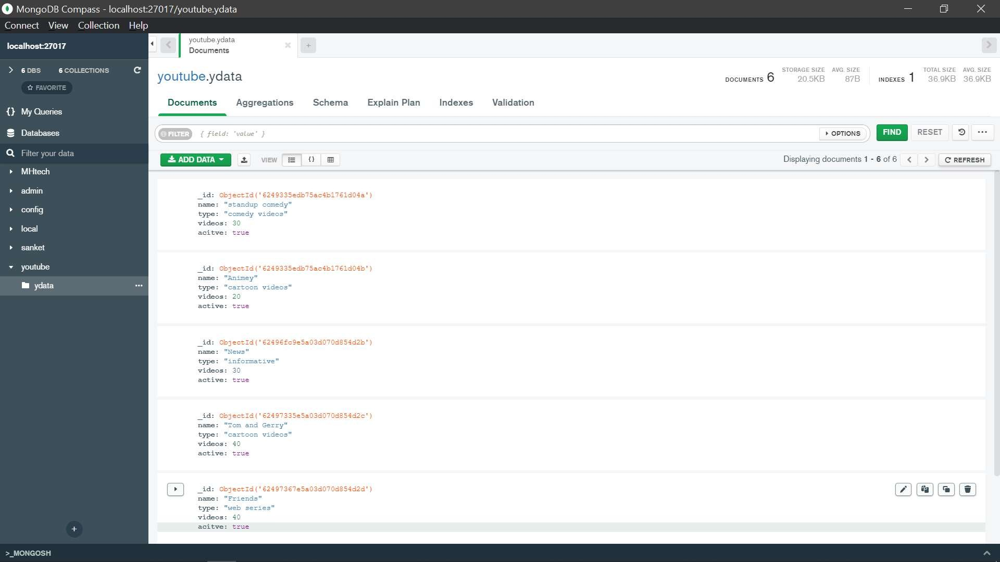 MongoDB Compass - localhost:27017/youtube.ydata
Connect View Collection Help
localhost:27017
6 DBS 6 COLLECTIONS
FAVORITE
{} My Queries
Databases
Filter your data
MHtech
admin
config
local
sanket
youtube
ydata
youtube.ydata
Documents
youtube.ydata
DOCUMENTS 6
STORAGE SIZE AVG. SIZE
20.5KB 87B
INDEXES 1
TOTAL SIZE AVG. SIZE
36.9KB 36.9KB
Documents Aggregations Schema Explain Plan Indexes Validation
FILTER { field: 'value' } OPTIONS FIND RESET
ADD DATA VIEW {} Displaying documents 1 - 6 of 6 REFRESH
_id: ObjectId('6249335edb75ac4b1761d04a')
name: "standup comedy"
type: "comedy videos"
videos: 30
acitve: true
_id: ObjectId('6249335edb75ac4b1761d04b')
name: "Animey"
type: "cartoon videos"
videos: 20
active: true
_id: ObjectId('62496fc9e5a03d070d854d2b')
name: "News"
type: "informative"
videos: 30
active: true
_id: ObjectId('62497335e5a03d070d854d2c')
name: "Tom and Gerry"
type: "cartoon videos"
videos: 40
active: true
_id: ObjectId('62497367e5a03d070d854d2d')
name: "Friends"
type: "web series"
videos: 40
acitve: true
>_MONGOSH